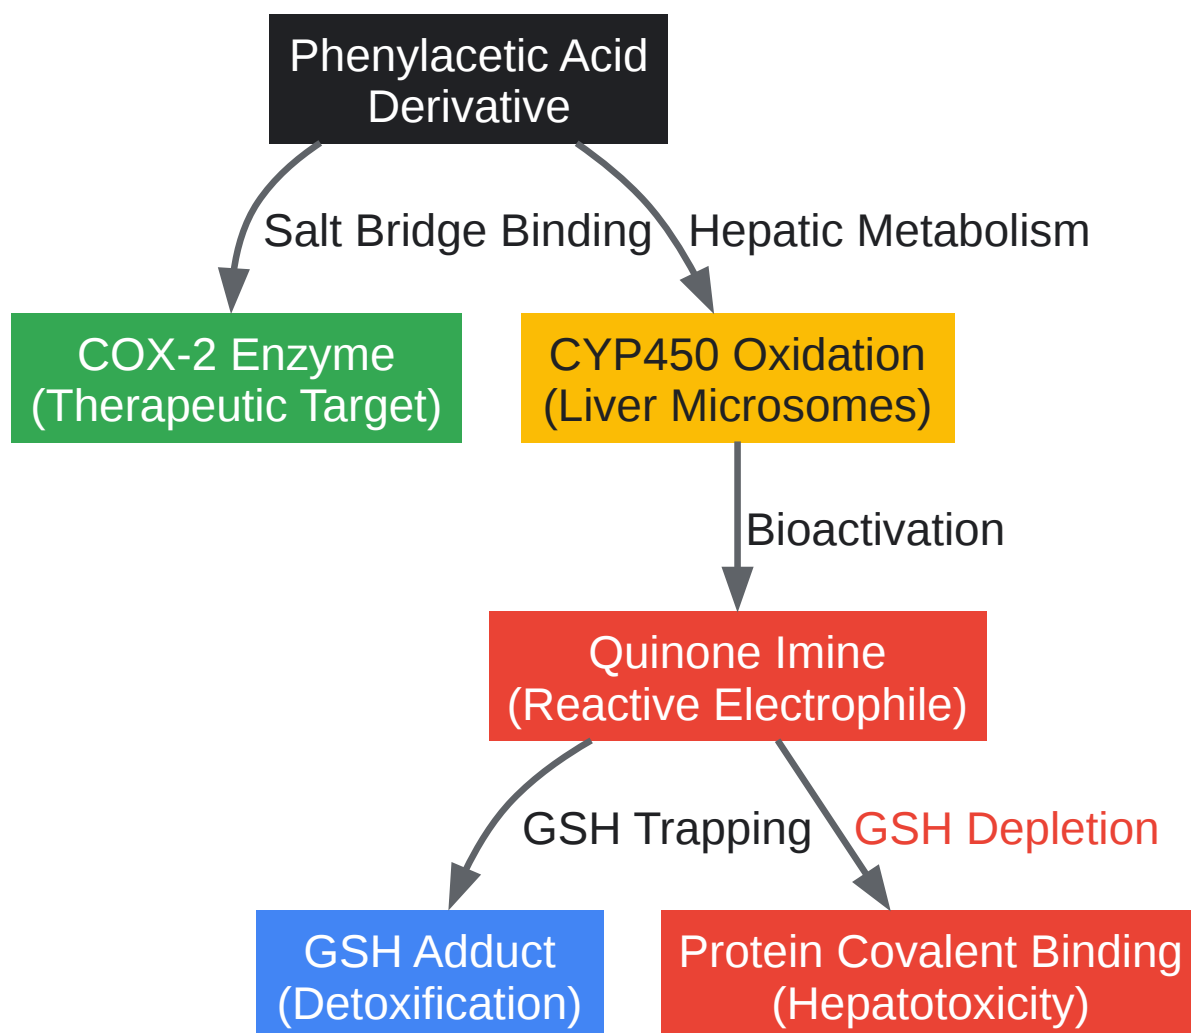 Phenylacetic Acid
Derivative
Salt Bridge Binding
Hepatic Metabolism
COX-2 Enzyme
(Therapeutic Target)
CYP450 Oxidation
(Liver Microsomes)
Bioactivation
Quinone Imine
(Reactive Electrophile)
GSH Trapping
GSH Depletion
GSH Adduct
(Detoxification)
Protein Covalent Binding
(Hepatotoxicity)